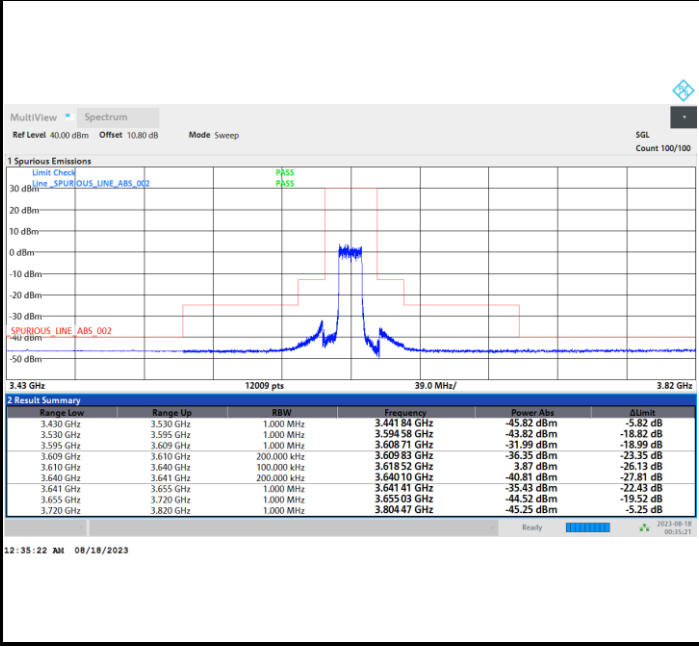 MultiView Spectrum
Ref Level 40.00 dBm Offset 10.80 dB Mode Sweep SGL
Count 100/100
1 Spurious Emissions
Limit Check PASS
Line _SPURIOUS_LINE_ABS_002 PASS
30 dBm
20 dBm
10 dBm
0 dBm
-10 dBm
-20 dBm
-30 dBm
_SPURIOUS_LINE_ABS_002
-40 dBm
-50 dBm
3.43 GHz 12009 pts 39.0 MHz/ 3.82 GHz
2 Result Summary
Range Low Range Up RBW Frequency Power Abs ΔLimit
3.430 GHz 3.530 GHz 1.000 MHz 3.441 84 GHz -45.82 dBm -5.82 dB
3.530 GHz 3.595 GHz 1.000 MHz 3.594 58 GHz -43.82 dBm -18.82 dB
3.595 GHz 3.609 GHz 1.000 MHz 3.608 71 GHz -31.99 dBm -18.99 dB
3.609 GHz 3.610 GHz 200.000 kHz 3.609 83 GHz -36.35 dBm -23.35 dB
3.610 GHz 3.640 GHz 100.000 kHz 3.618 52 GHz 3.87 dBm -26.13 dB
3.640 GHz 3.641 GHz 200.000 kHz 3.640 10 GHz -40.81 dBm -27.81 dB
3.641 GHz 3.655 GHz 1.000 MHz 3.641 41 GHz -35.43 dBm -22.43 dB
3.655 GHz 3.720 GHz 1.000 MHz 3.655 03 GHz -44.52 dBm -19.52 dB
3.720 GHz 3.820 GHz 1.000 MHz 3.804 47 GHz -45.25 dBm -5.25 dB
Ready 2023-08-18
00:35:21
12:35:22 AM 08/18/2023